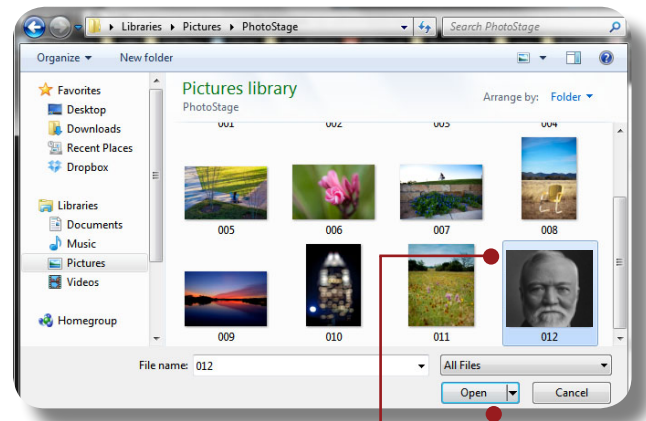 Libraries ▸ Pictures ▸ PhotoStage
Search PhotoStage
Organize ▾ New folder
Favorites
Desktop
Downloads
Recent Places
Dropbox
Libraries
Documents
Music
Pictures
Videos
Homegroup
Pictures library
PhotoStage
Arrange by: Folder ▾
001 002 003 004
005 006 007 008
009 010 011 012
File name: 012
All Files
Open Cancel